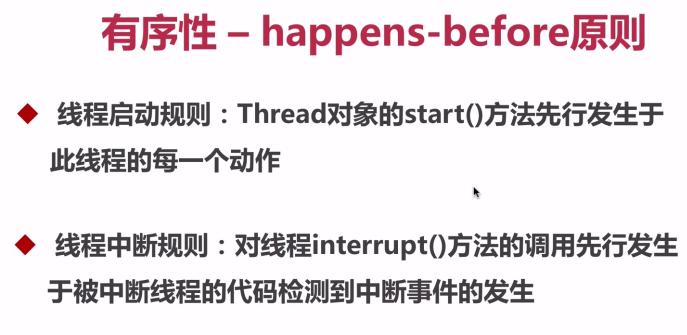 有序性 – happens-before原则
线程启动规则：Thread对象的start()方法先行发生于
此线程的每一个动作
线程中断规则：对线程interrupt()方法的调用先行发生
于被中断线程的代码检测到中断事件的发生